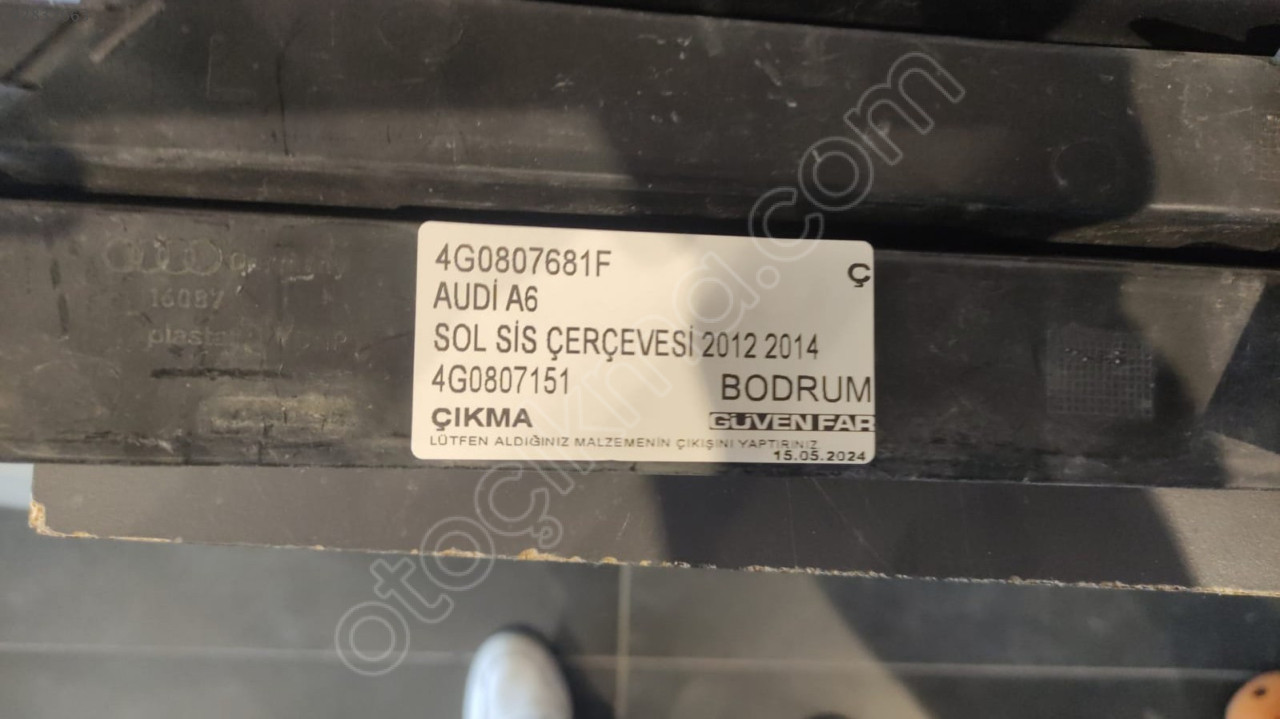 4G0807681F
Ç
AUDİ A6
SOL SİS ÇERÇEVESİ 2012 2014
4G0807151
BODRUM
ÇIKMA
GÜVEN FAR
LÜTFEN ALDIĞINIZ MALZEMENİN ÇIKIŞINI YAPTIRINIZ
15.05.2024
16087
otoçıkma.com